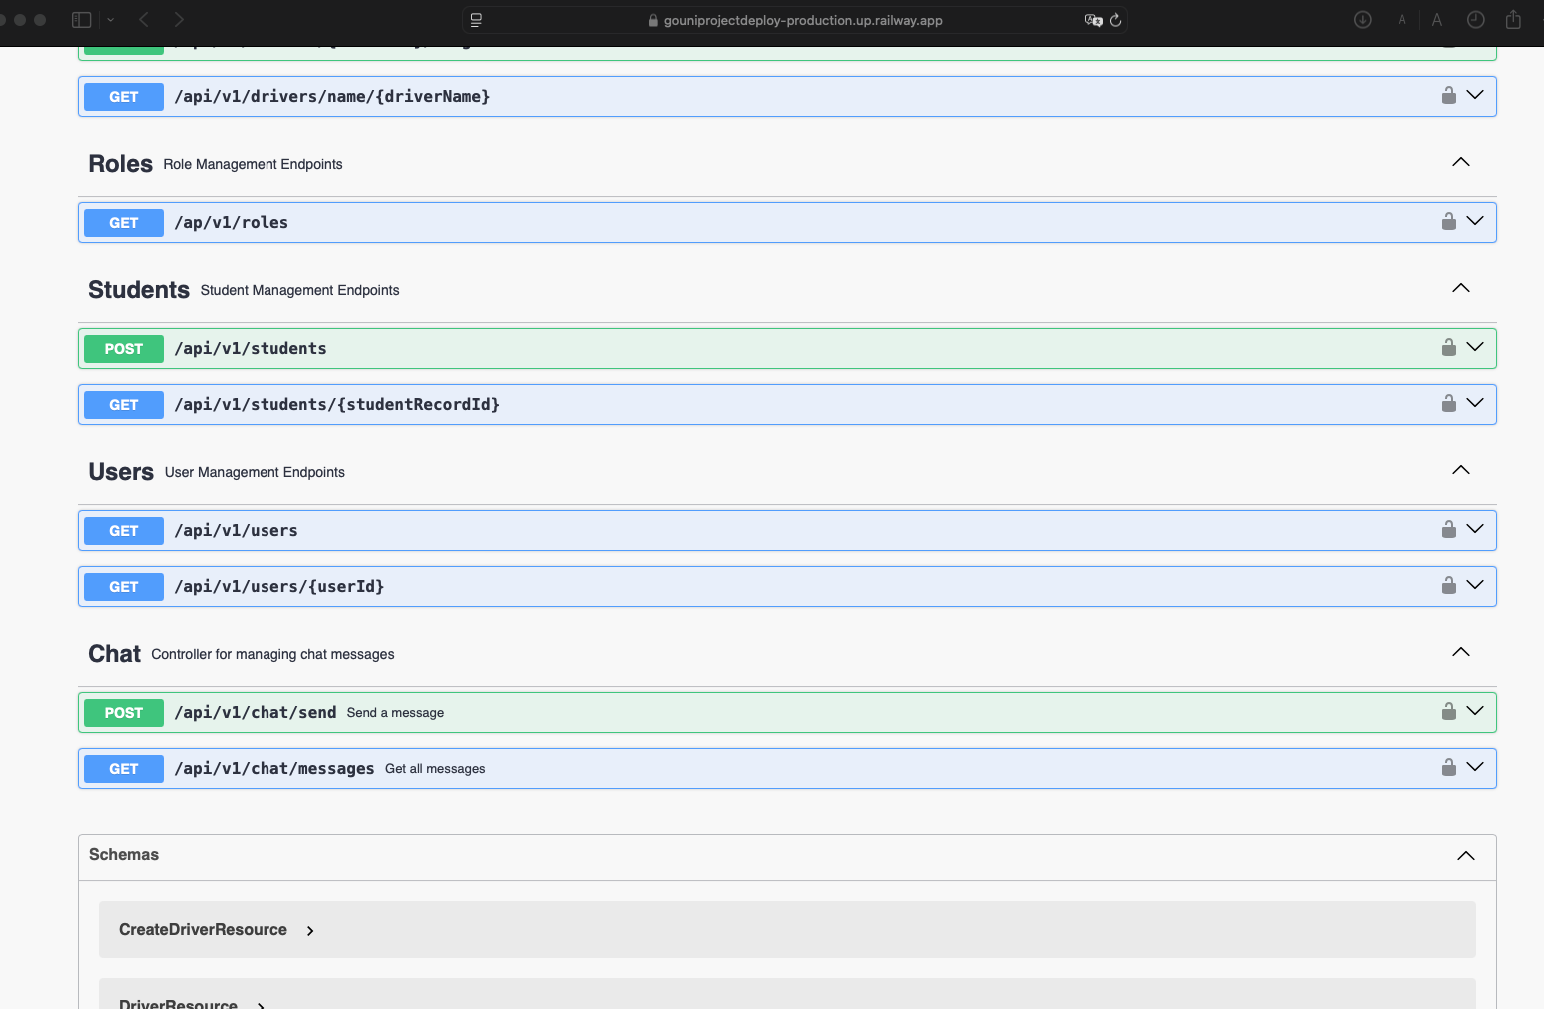 gouniprojectdeploy-production.up.railway.app
A
A
GET /api/v1/drivers/name/{driverName}
Roles Role Management Endpoints
GET /ap/v1/roles
Students Student Management Endpoints
POST /api/v1/students
GET /api/v1/students/{studentRecordId}
Users User Management Endpoints
GET /api/v1/users
GET /api/v1/users/{userId}
Chat Controller for managing chat messages
POST /api/v1/chat/send Send a message
GET /api/v1/chat/messages Get all messages
Schemas
CreateDriverResource
DriverResource